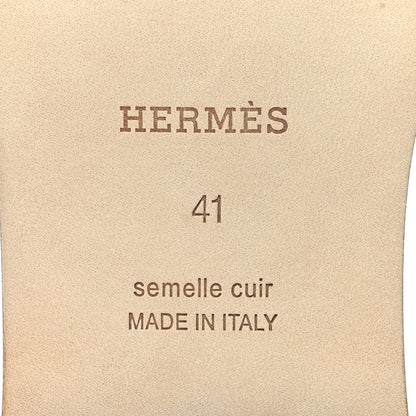 HERMÈS
41
semelle cuir
MADE IN ITALY